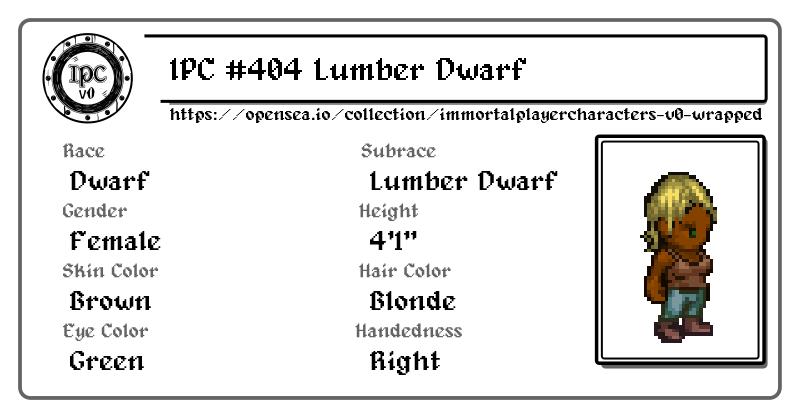 IPC
v0
IPC #404 Lumber Dwarf
https://opensea.io/collection/immortalplayercharacters-v0-wrapped
Race
Subrace
Dwarf
Lumber Dwarf
Gender
Height
Female
4'1"
Skin Color
Hair Color
Brown
Blonde
Eye Color
Handedness
Green
Right